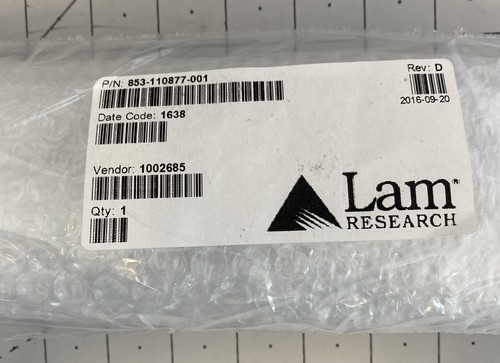 P/N: 853-110877-001
Rev: D
2016-09-20
Date Code: 1638
Vendor: 1002685
Qty: 1
Lam
RESEARCH